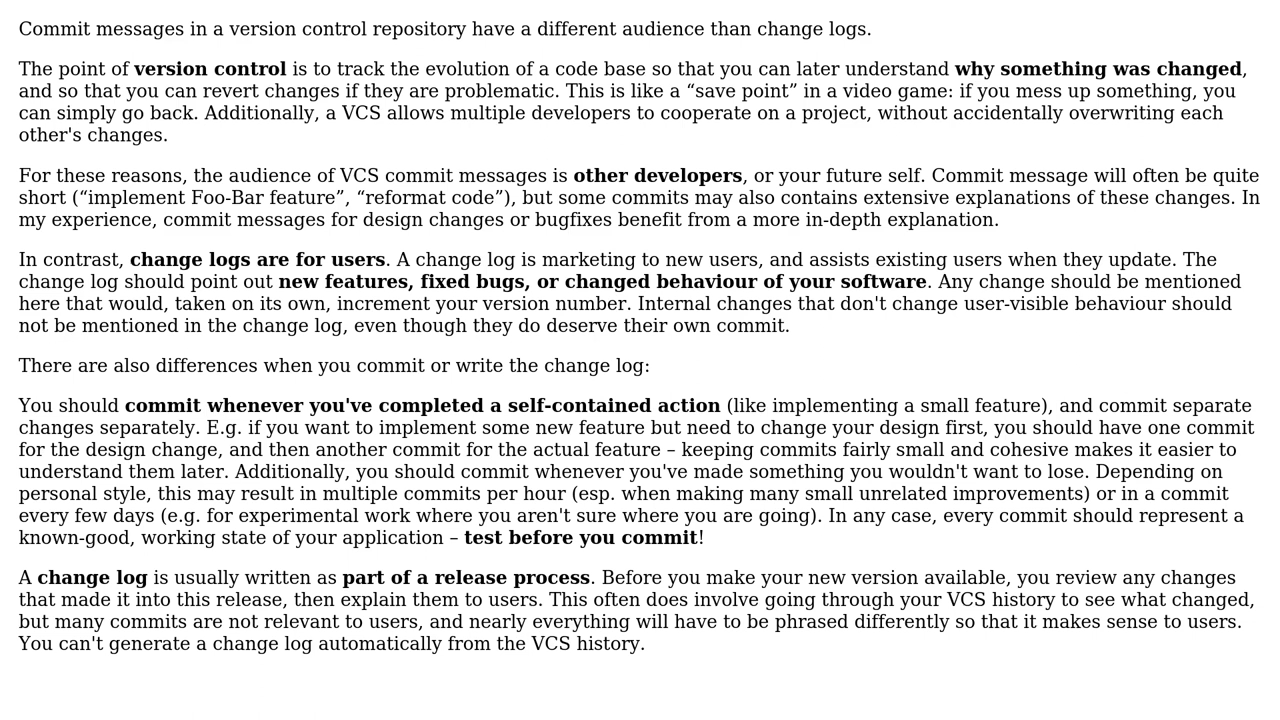 Commit messages in a version control repository have a different audience than change logs.
The point of version control is to track the evolution of a code base so that you can later understand why something was changed,
and so that you can revert changes if they are problematic. This is like a “save point” in a video game: if you mess up something, you
can simply go back. Additionally, a VCS allows multiple developers to cooperate on a project, without accidentally overwriting each
other's changes.
For these reasons, the audience of VCS commit messages is other developers, or your future self. Commit message will often be quite
short (“implement Foo-Bar feature”, “reformat code”), but some commits may also contains extensive explanations of these changes. In
my experience, commit messages for design changes or bugfixes benefit from a more in-depth explanation.
In contrast, change logs are for users. A change log is marketing to new users, and assists existing users when they update. The
change log should point out new features, fixed bugs, or changed behaviour of your software. Any change should be mentioned
here that would, taken on its own, increment your version number. Internal changes that don't change user-visible behaviour should
not be mentioned in the change log, even though they do deserve their own commit.
There are also differences when you commit or write the change log:
You should commit whenever you've completed a self-contained action (like implementing a small feature), and commit separate
changes separately. E.g. if you want to implement some new feature but need to change your design first, you should have one commit
for the design change, and then another commit for the actual feature – keeping commits fairly small and cohesive makes it easier to
understand them later. Additionally, you should commit whenever you've made something you wouldn't want to lose. Depending on
personal style, this may result in multiple commits per hour (esp. when making many small unrelated improvements) or in a commit
every few days (e.g. for experimental work where you aren't sure where you are going). In any case, every commit should represent a
known-good, working state of your application – test before you commit!
A change log is usually written as part of a release process. Before you make your new version available, you review any changes
that made it into this release, then explain them to users. This often does involve going through your VCS history to see what changed,
but many commits are not relevant to users, and nearly everything will have to be phrased differently so that it makes sense to users.
You can't generate a change log automatically from the VCS history.